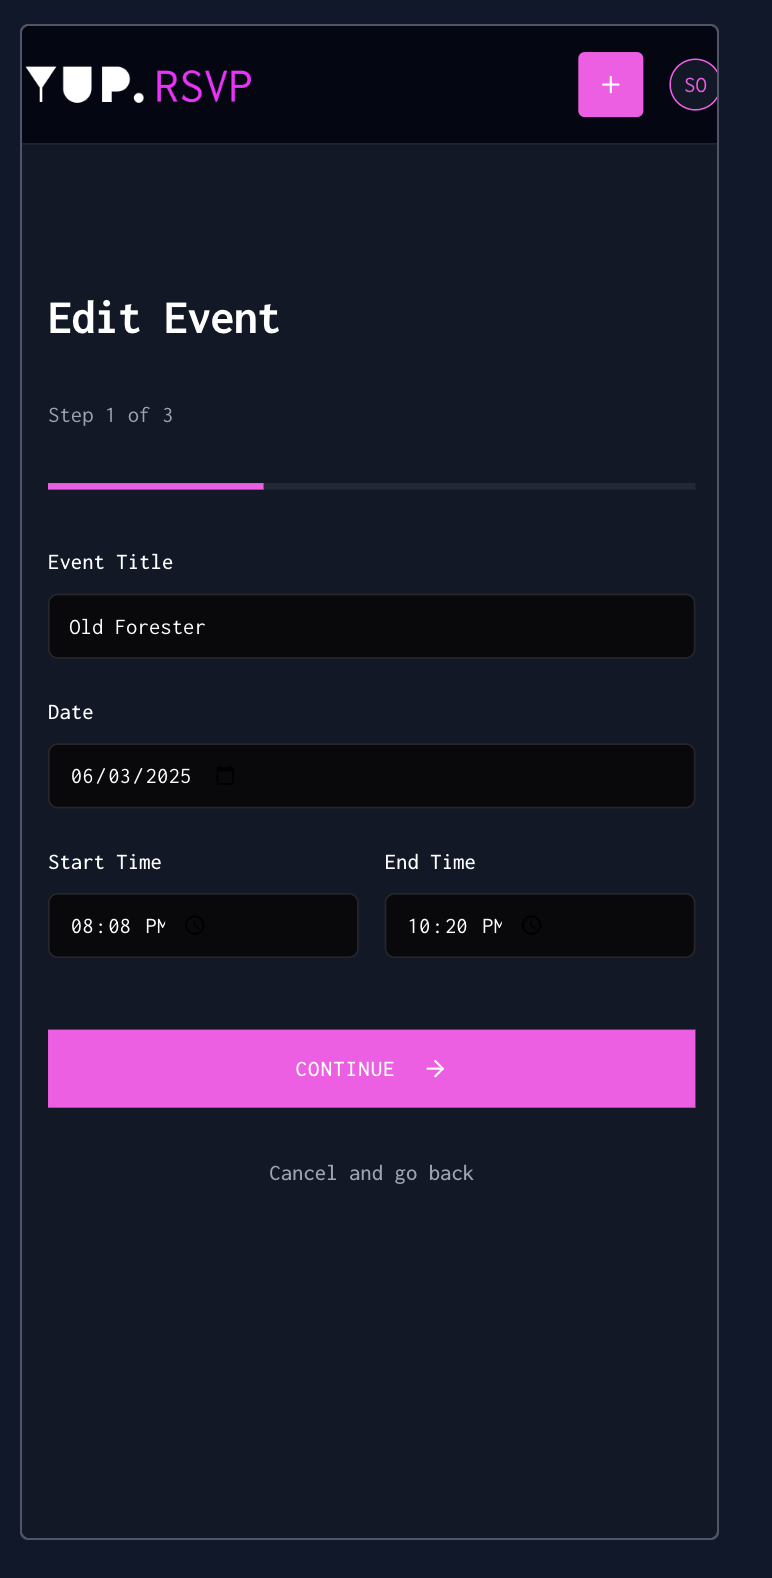 YUP. RSVP + SO
Edit Event
Step 1 of 3
Event Title
Old Forester
Date
06/03/2025
Start Time End Time
08:08 PM 10:20 PM
CONTINUE →
Cancel and go back